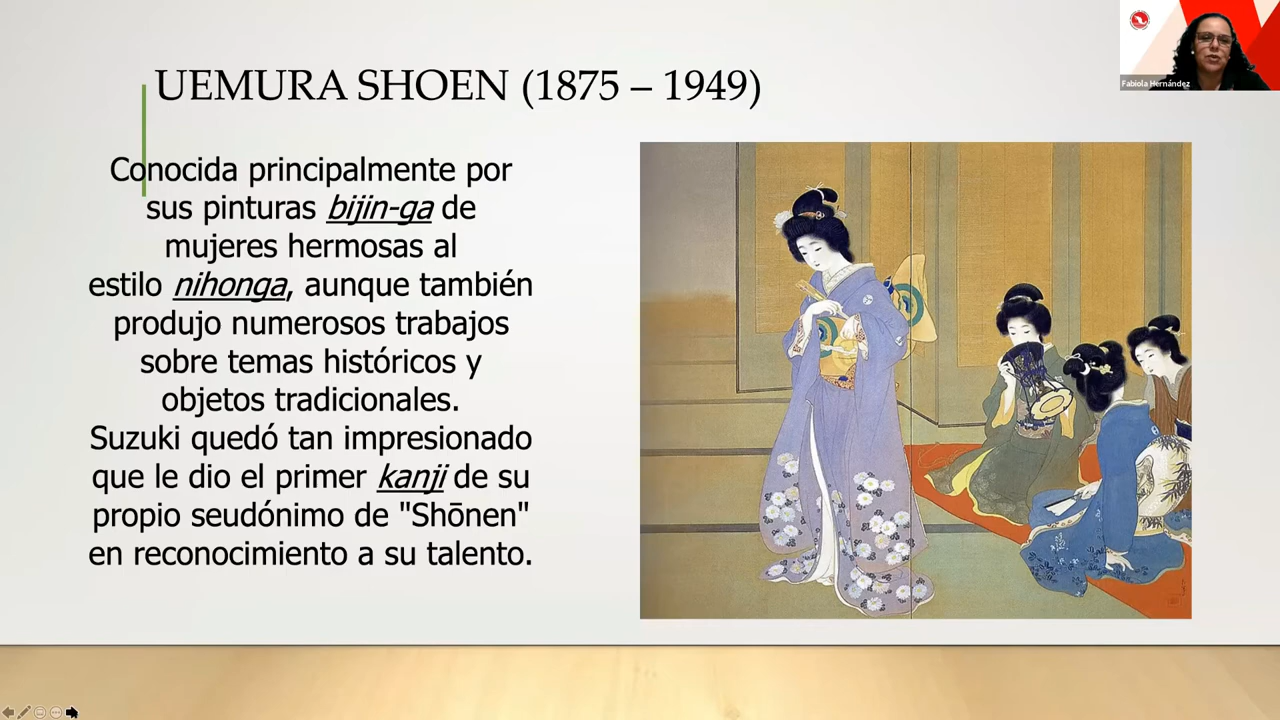 UEMURA SHOEN (1875 – 1949)
Conocida principalmente por
sus pinturas bijin-ga de
mujeres hermosas al
estilo nihonga, aunque también
produjo numerosos trabajos
sobre temas históricos y
objetos tradicionales.
Suzuki quedó tan impresionado
que le dio el primer kanji de su
propio seudónimo de "Shōnen"
en reconocimiento a su talento.
Fabiola Hernández